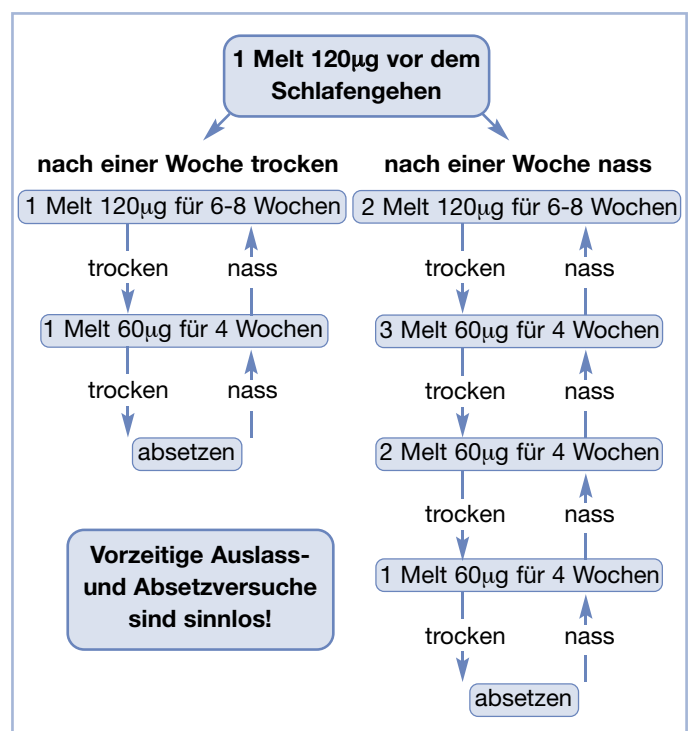 1 Melt 120µg vor dem
Schlafengehen
nach einer Woche trocken
1 Melt 120µg für 6-8 Wochen
trocken nass
1 Melt 60µg für 4 Wochen
trocken nass
absetzen
Vorzeitige Auslass-
und Absetzversuche
sind sinnlos!
nach einer Woche nass
2 Melt 120µg für 6-8 Wochen
trocken nass
3 Melt 60µg für 4 Wochen
trocken nass
2 Melt 60µg für 4 Wochen
trocken nass
1 Melt 60µg für 4 Wochen
trocken nass
absetzen